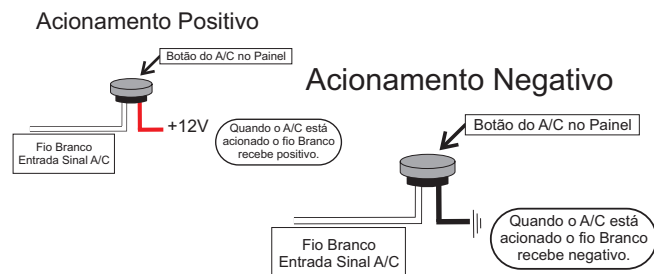 Acionamento Positivo
Botão do A/C no Painel
+12V
Quando o A/C está
acionado o fio Branco
recebe positivo.
Fio Branco
Entrada Sinal A/C
Acionamento Negativo
Botão do A/C no Painel
Quando o A/C está
acionado o fio Branco
recebe negativo.
Fio Branco
Entrada Sinal A/C